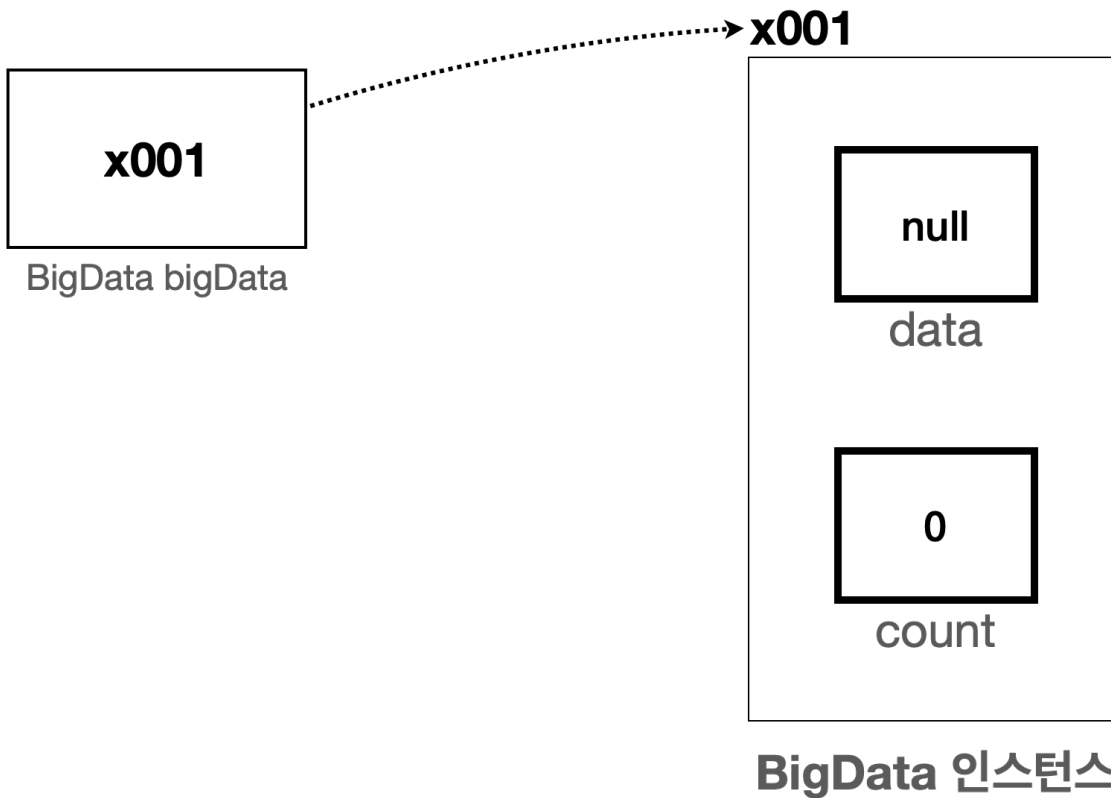 x001
BigData bigData
x001
null
data
0
count
BigData 인스턴스